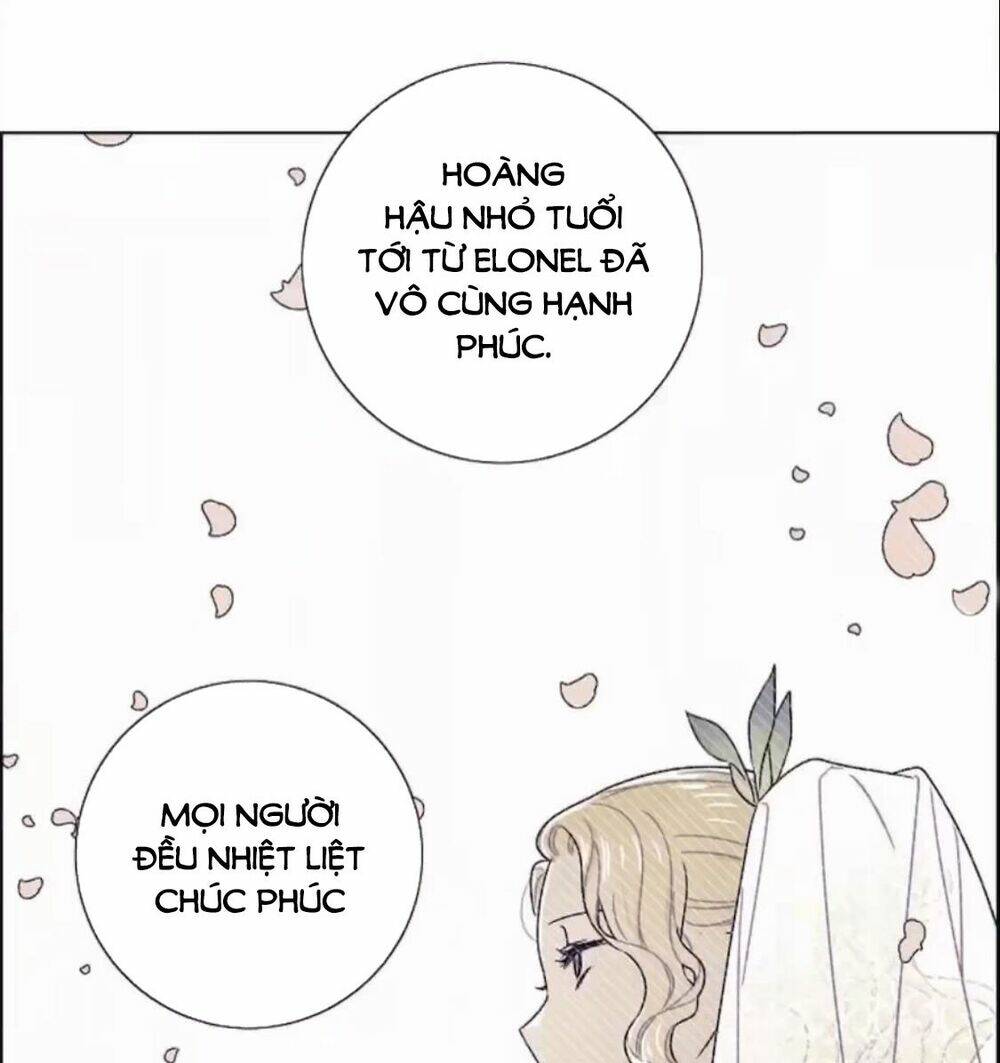 HOÀNG
HẬU NHỎ TUỔI
TỚI TỪ ELONEL ĐÃ
VÔ CÙNG HẠNH
PHÚC.
MỌI NGƯỜI
ĐỀU NHIỆT LIỆT
CHÚC PHÚC